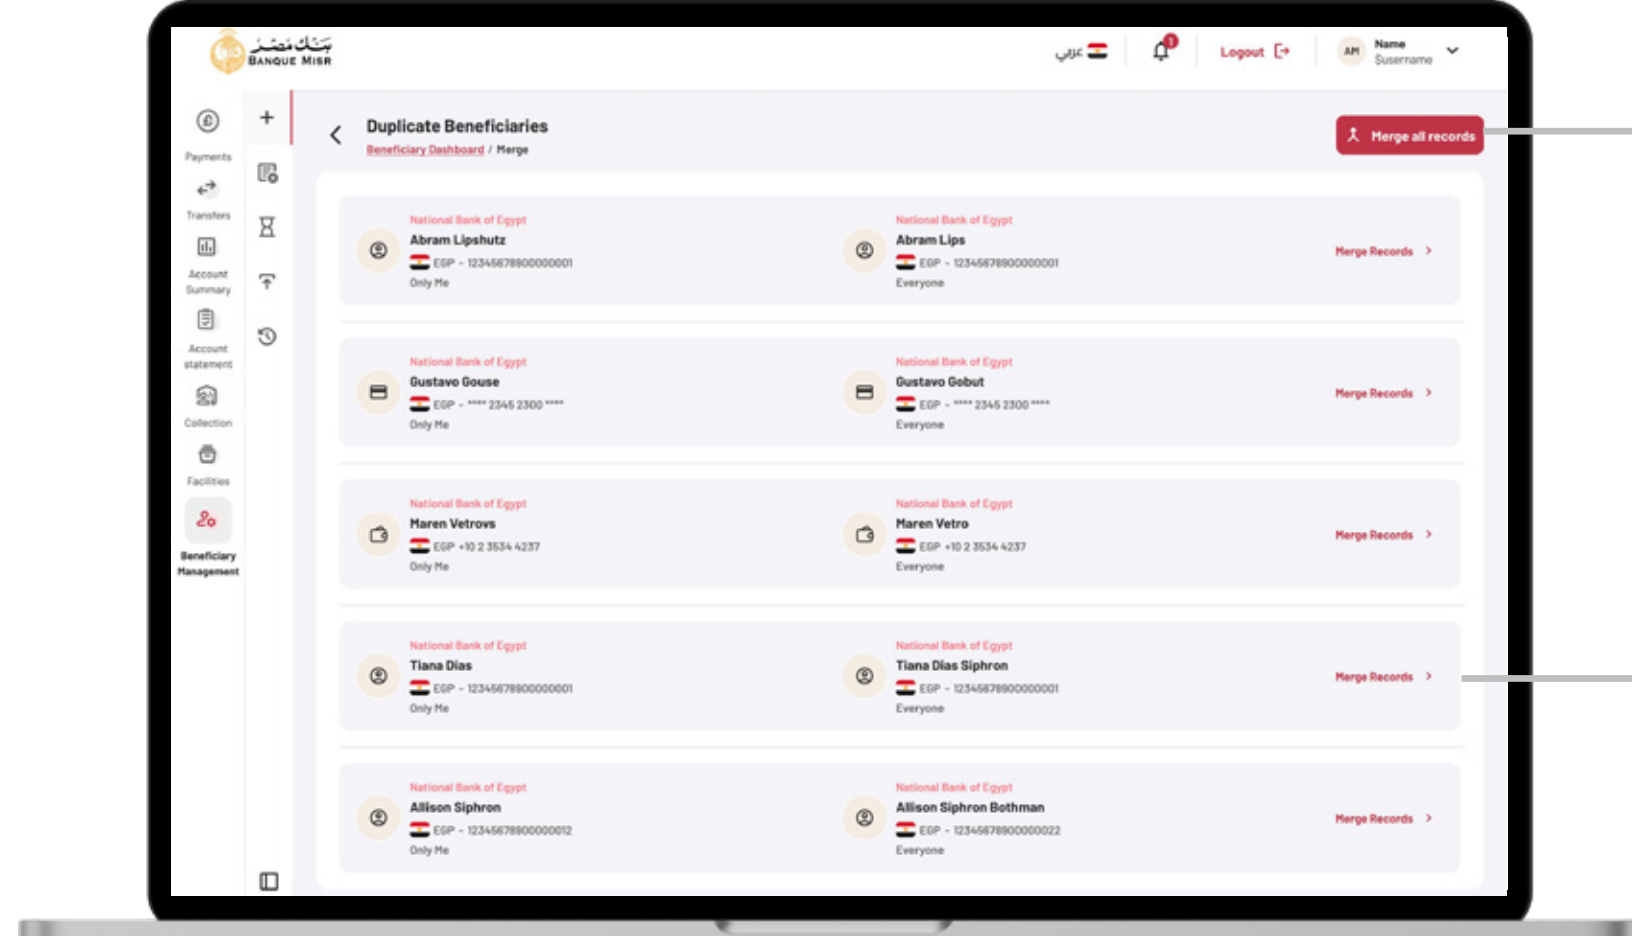 بنك مصر
BANQUE MISR
عربي
1
Logout
AM
Name
Susername
Payments
Transfers
Account
Summary
Account
statement
Collection
Facilities
Beneficiary
Management
Duplicate Beneficiaries
Beneficiary Dashboard / Merge
Merge all records
National Bank of Egypt
Abram Lipshutz
EGP - 12345678900000001
Only Me
National Bank of Egypt
Abram Lips
EGP - 12345678900000001
Everyone
Merge Records
National Bank of Egypt
Gustavo Gouse
EGP - **** 2345 2300 ****
Only Me
National Bank of Egypt
Gustavo Gobut
EGP - **** 2345 2300 ****
Everyone
Merge Records
National Bank of Egypt
Maren Vetrovs
EGP +10 2 3534 4237
Only Me
National Bank of Egypt
Maren Vetro
EGP +10 2 3534 4237
Everyone
Merge Records
National Bank of Egypt
Tiana Dias
EGP - 12345678900000001
Only Me
National Bank of Egypt
Tiana Dias Siphron
EGP - 12345678900000001
Everyone
Merge Records
National Bank of Egypt
Allison Siphron
EGP - 12345678900000012
Only Me
National Bank of Egypt
Allison Siphron Bothman
EGP - 12345678900000022
Everyone
Merge Records